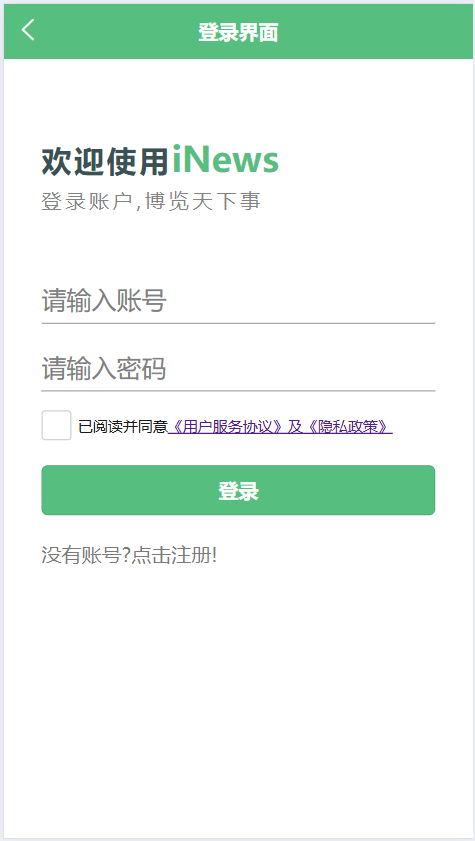 登录界面
欢迎使用iNews
登录账户,博览天下事
请输入账号
请输入密码
已阅读并同意《用户服务协议》及《隐私政策》
登录
没有账号?点击注册!